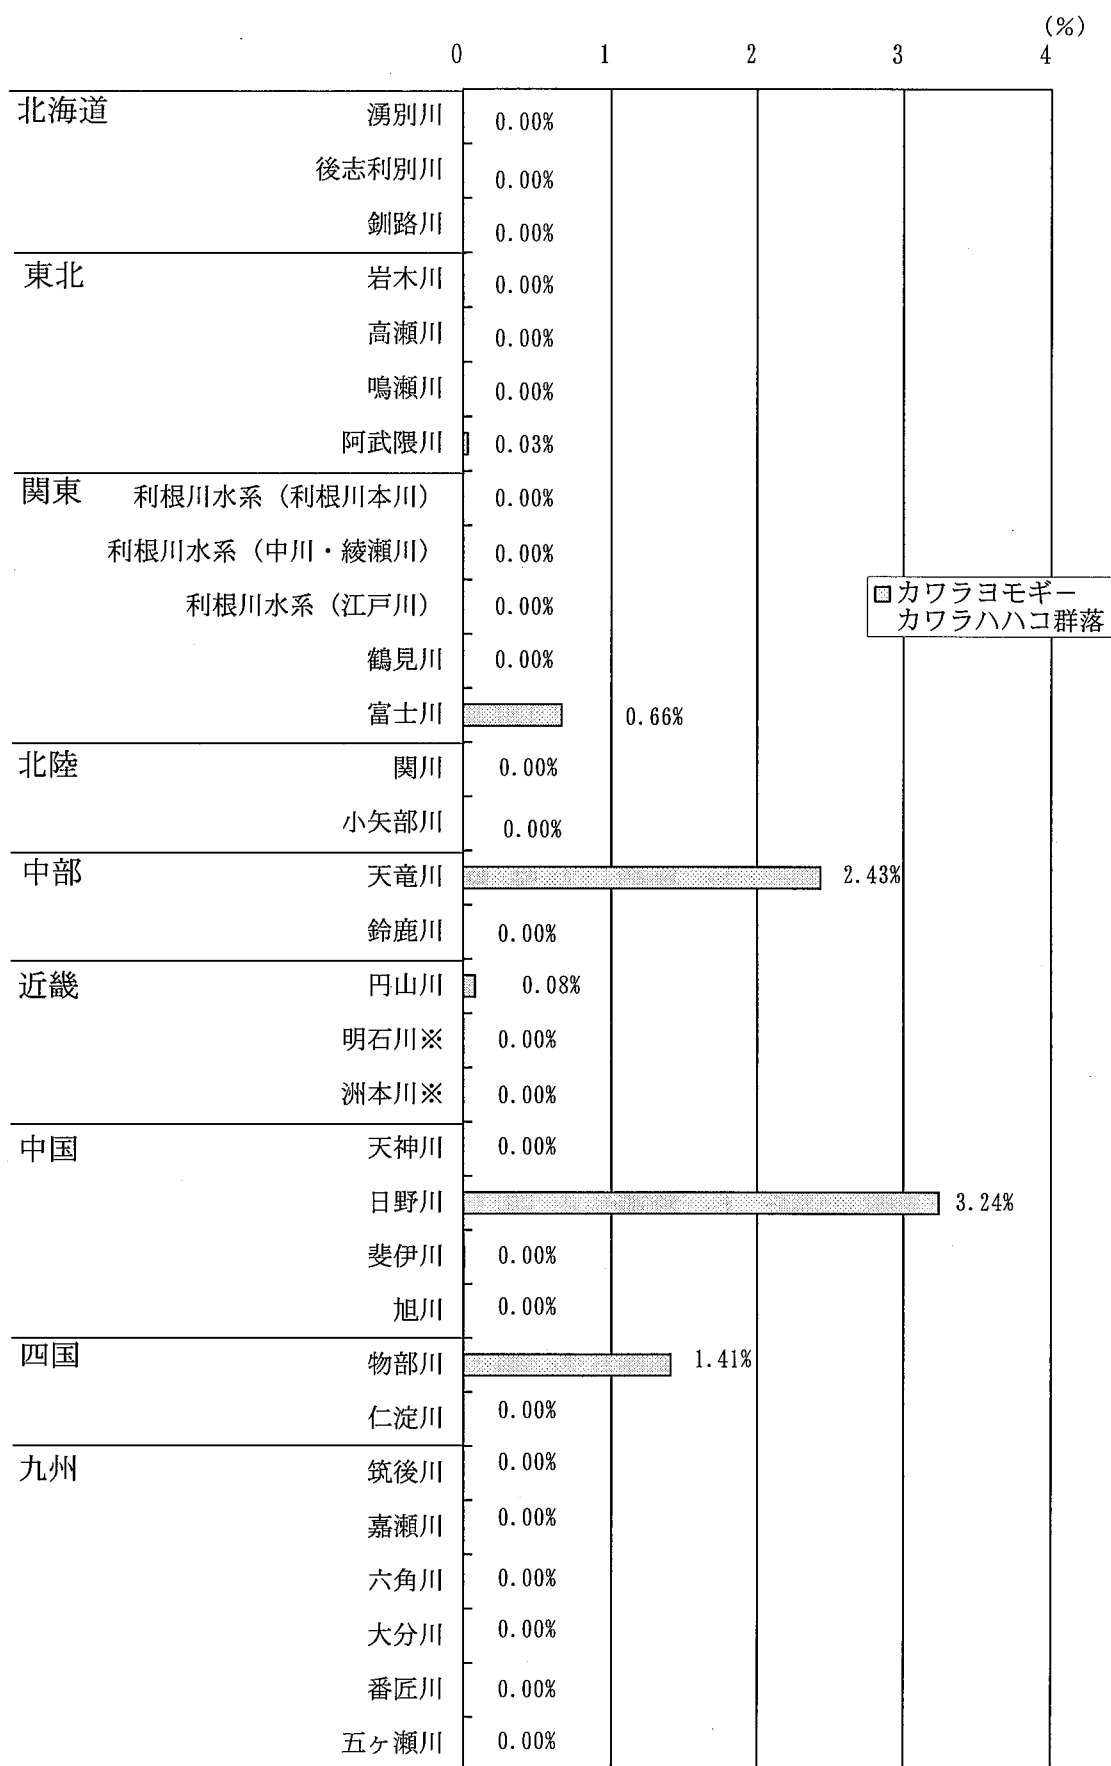 (%)
0 1 2 3 4
北海道 湧別川 0.00%
後志利別川 0.00%
釧路川 0.00%
東北 岩木川 0.00%
高瀬川 0.00%
鳴瀬川 0.00%
阿武隈川 0.03%
関東 利根川水系（利根川本川） 0.00%
利根川水系（中川・綾瀬川） 0.00%
利根川水系（江戸川） 0.00%
カワラヨモギー
カワラハハコ群落
鶴見川 0.00%
富士川 0.66%
北陸 関川 0.00%
小矢部川 0.00%
中部 天竜川 2.43%
鈴鹿川 0.00%
近畿 円山川 0.08%
明石川※ 0.00%
洲本川※ 0.00%
中国 天神川 0.00%
日野川 3.24%
斐伊川 0.00%
旭川 0.00%
四国 物部川 1.41%
仁淀川 0.00%
九州 筑後川 0.00%
嘉瀬川 0.00%
六角川 0.00%
大分川 0.00%
番匠川 0.00%
五ヶ瀬川 0.00%